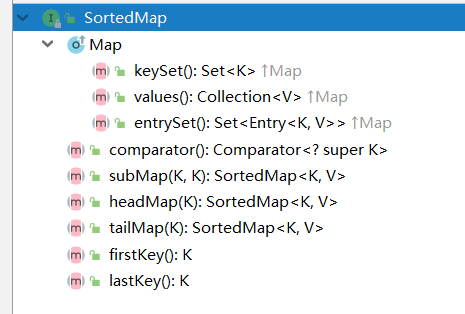 SortedMap
Map
keySet(): Set<K> ↑Map
values(): Collection<V> ↑Map
entrySet(): Set<Entry<K, V>> ↑Map
comparator(): Comparator<? super K>
subMap(K, K): SortedMap<K, V>
headMap(K): SortedMap<K, V>
tailMap(K): SortedMap<K, V>
firstKey(): K
lastKey(): K